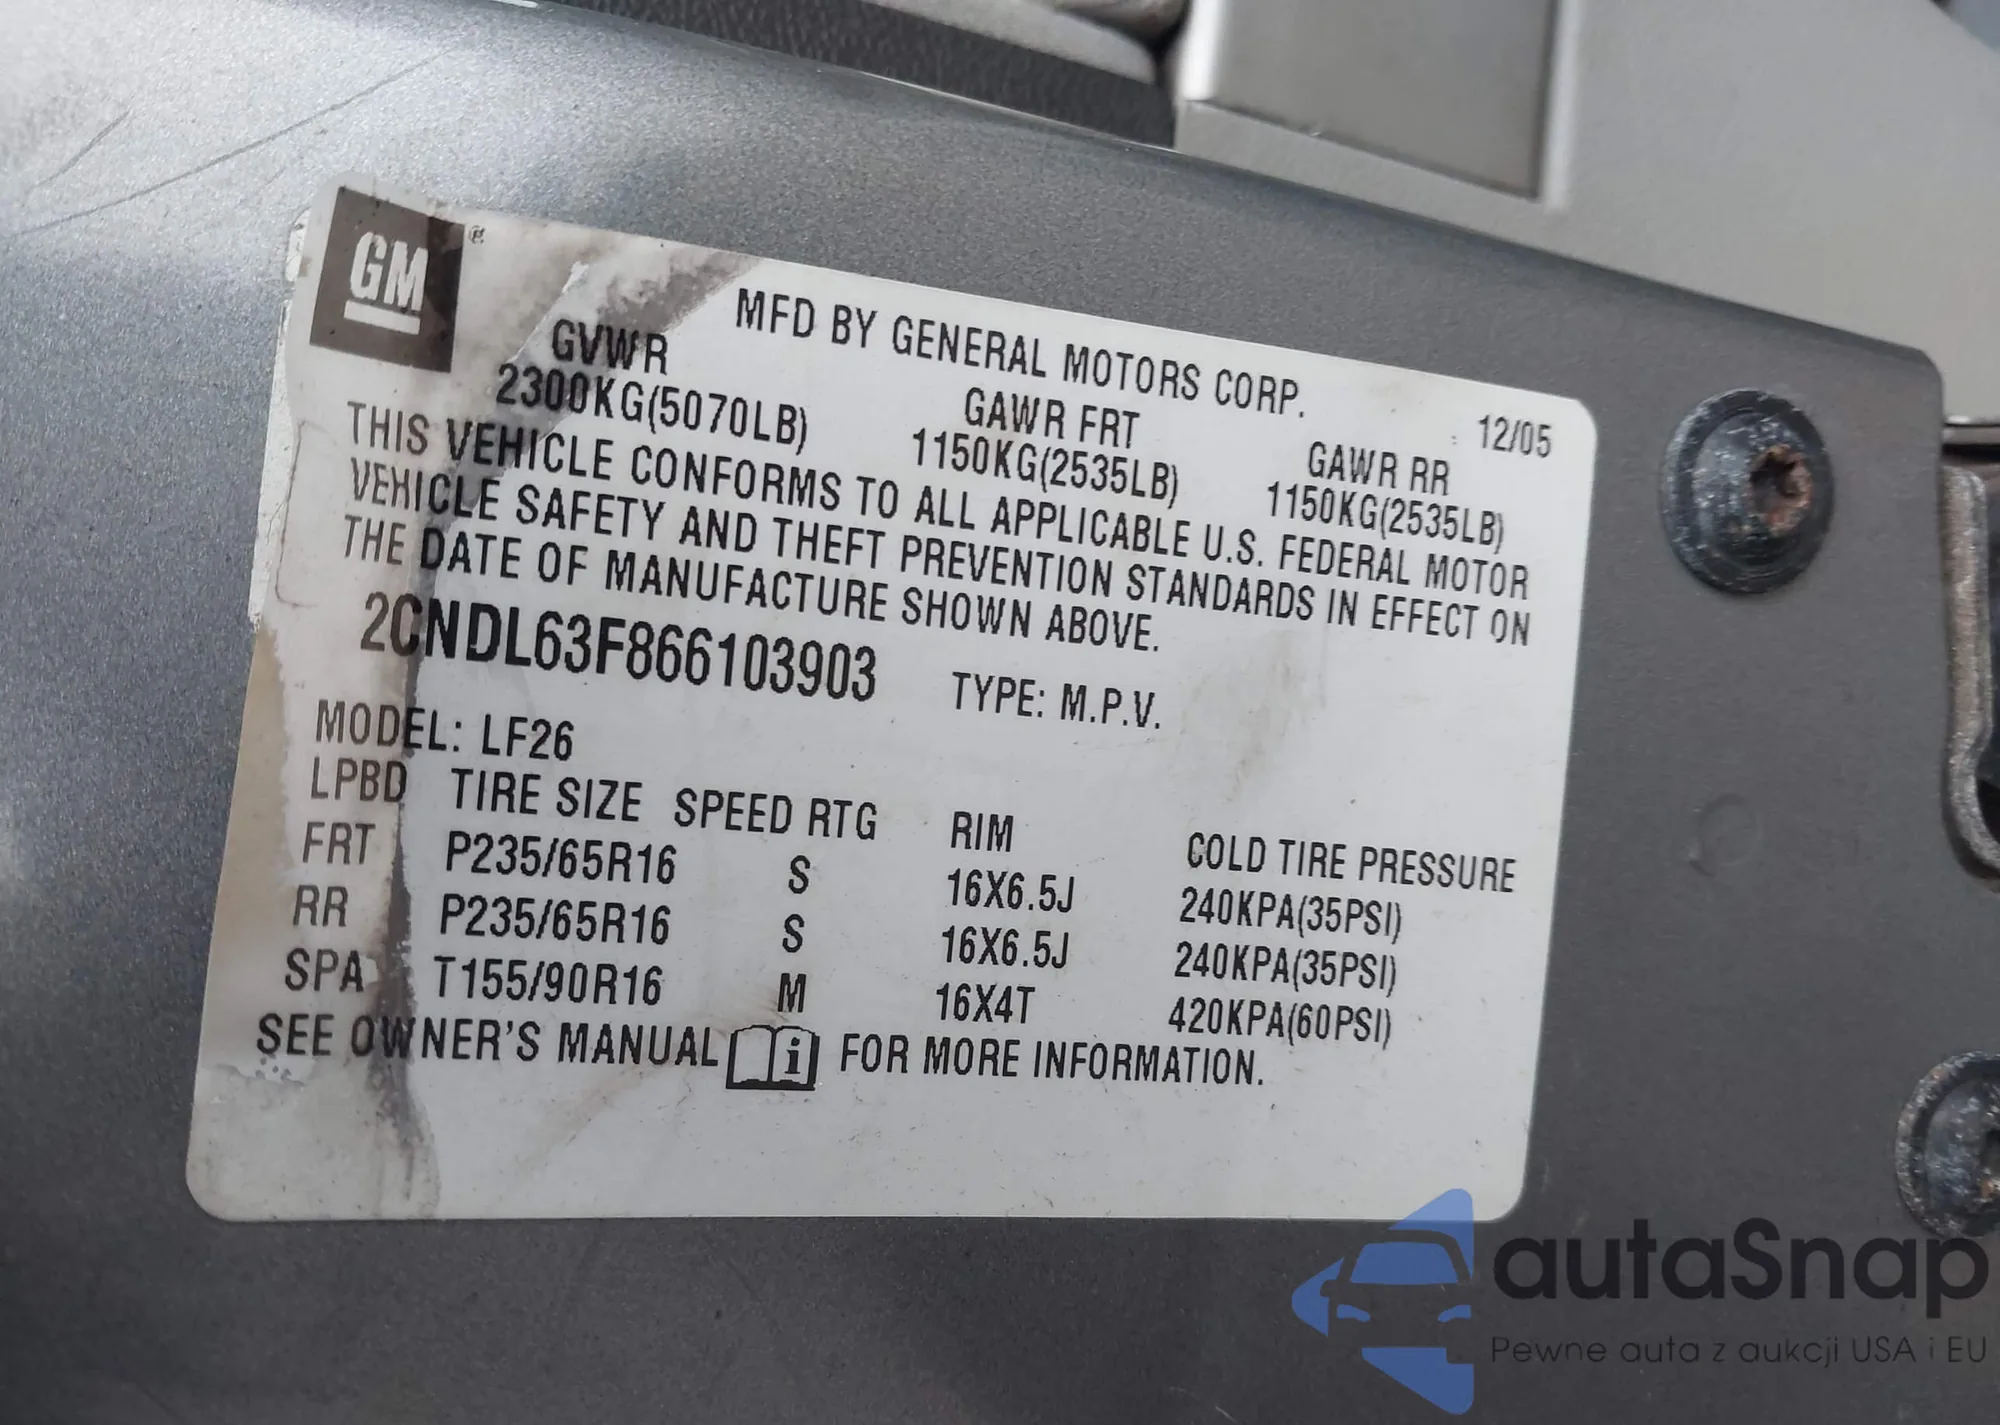 GM®
MFD BY GENERAL MOTORS CORP.
12/05
GVWR GAWR FRT GAWR RR
2300KG(5070LB) 1150KG(2535LB) 1150KG(2535LB)
THIS VEHICLE CONFORMS TO ALL APPLICABLE U.S. FEDERAL MOTOR
VEHICLE SAFETY AND THEFT PREVENTION STANDARDS IN EFFECT ON
THE DATE OF MANUFACTURE SHOWN ABOVE.
2CNDL63F866103903 TYPE: M.P.V.
MODEL: LF26
LPBD TIRE SIZE SPEED RTG RIM COLD TIRE PRESSURE
FRT P235/65R16 S 16X6.5J 240KPA(35PSI)
RR P235/65R16 S 16X6.5J 240KPA(35PSI)
SPA T155/90R16 M 16X4T 420KPA(60PSI)
SEE OWNER'S MANUAL i FOR MORE INFORMATION.
autaSnap
Pewne auta z aukcji USA i EU